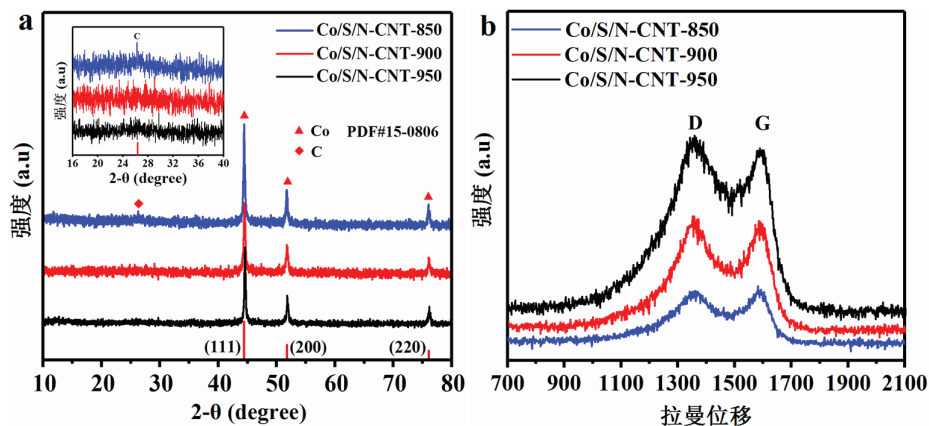 a
C
强度 (a.u)
16 20 24 28 32 36 40
2-θ (degree)
Co/S/N-CNT-850
Co/S/N-CNT-900
Co/S/N-CNT-950
Co PDF#15-0806
C
强度 (a.u)
(111) (200) (220)
10 20 30 40 50 60 70 80
2-θ (degree)
b
Co/S/N-CNT-850
Co/S/N-CNT-900
Co/S/N-CNT-950
D G
强度 (a.u)
700 900 1100 1300 1500 1700 1900 2100
拉曼位移